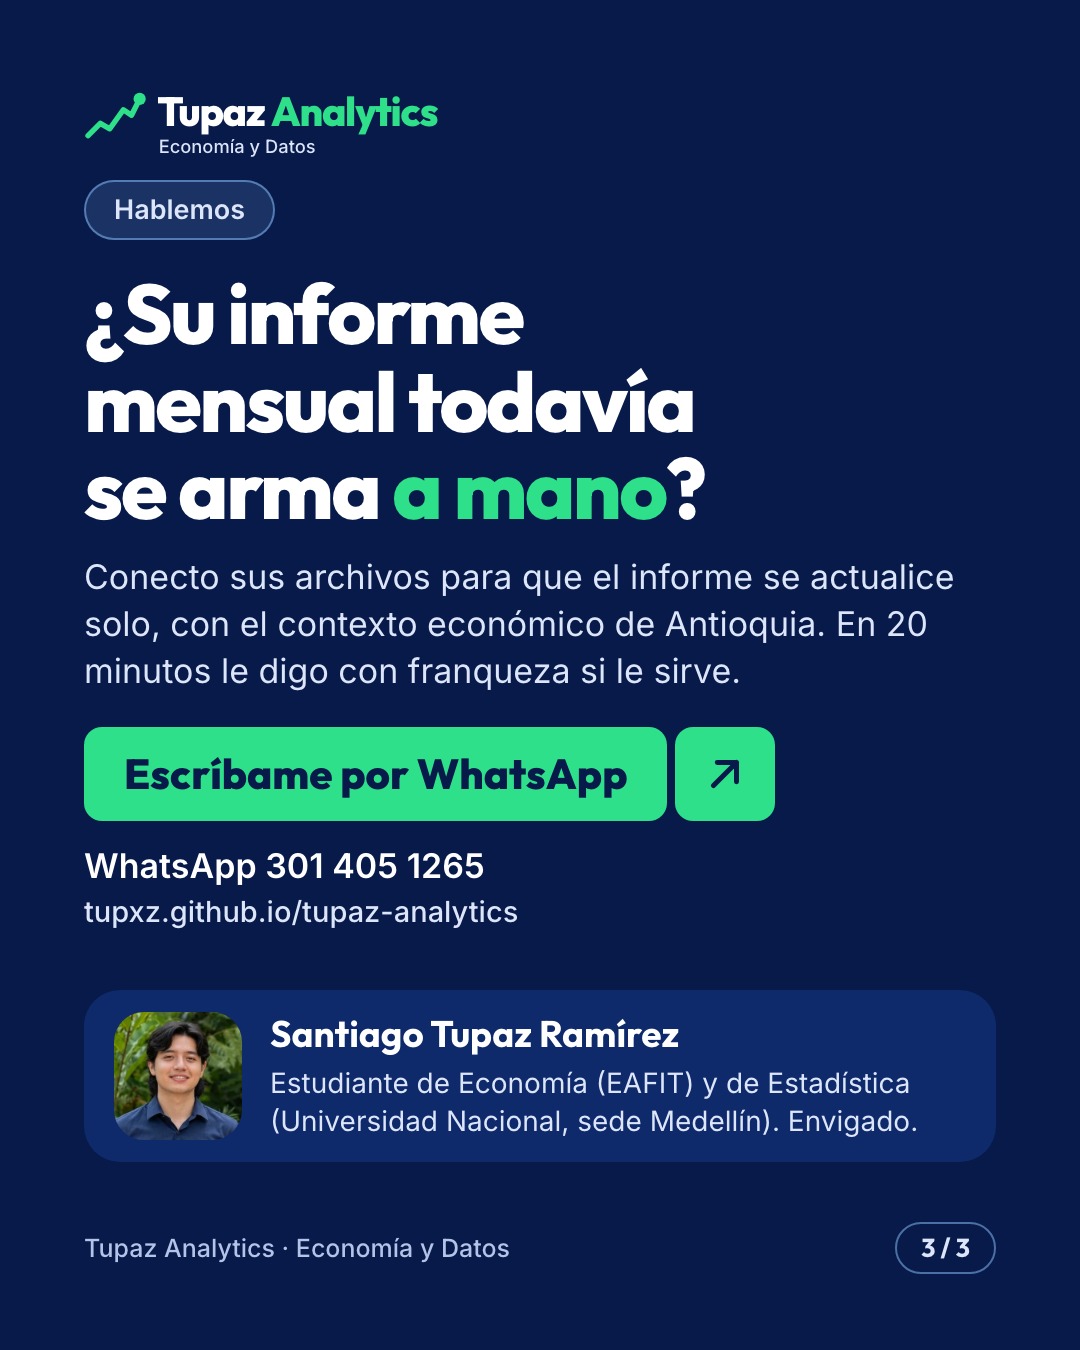 Tupaz Analytics
Economía y Datos
Hablemos
¿Su informe
mensual todavía
se arma a mano?
Conecto sus archivos para que el informe se actualice
solo, con el contexto económico de Antioquia. En 20
minutos le digo con franqueza si le sirve.
Escríbame por WhatsApp
WhatsApp 301 405 1265
tupxz.github.io/tupaz-analytics
Santiago Tupaz Ramírez
Estudiante de Economía (EAFIT) y de Estadística
(Universidad Nacional, sede Medellín). Envigado.
Tupaz Analytics · Economía y Datos
3 / 3